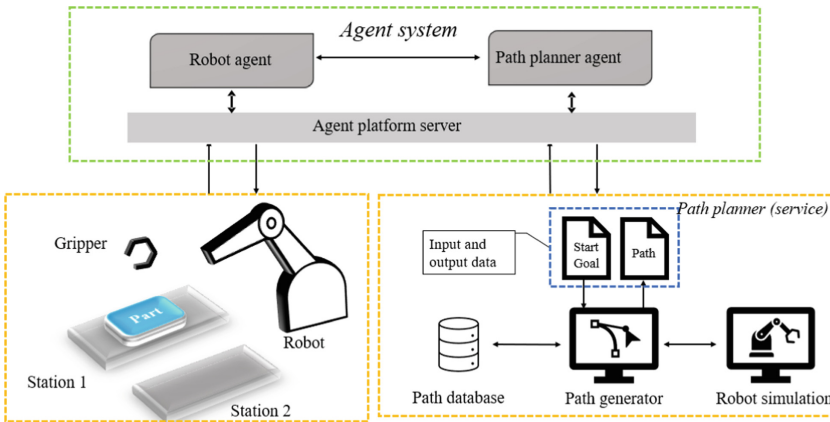 Agent system
Robot agent
Path planner agent
Agent platform server
Path planner (service)
Gripper
Input and
output data
Start
Goal
Path
Part
Robot
Station 1
Station 2
Path database
Path generator
Robot simulation